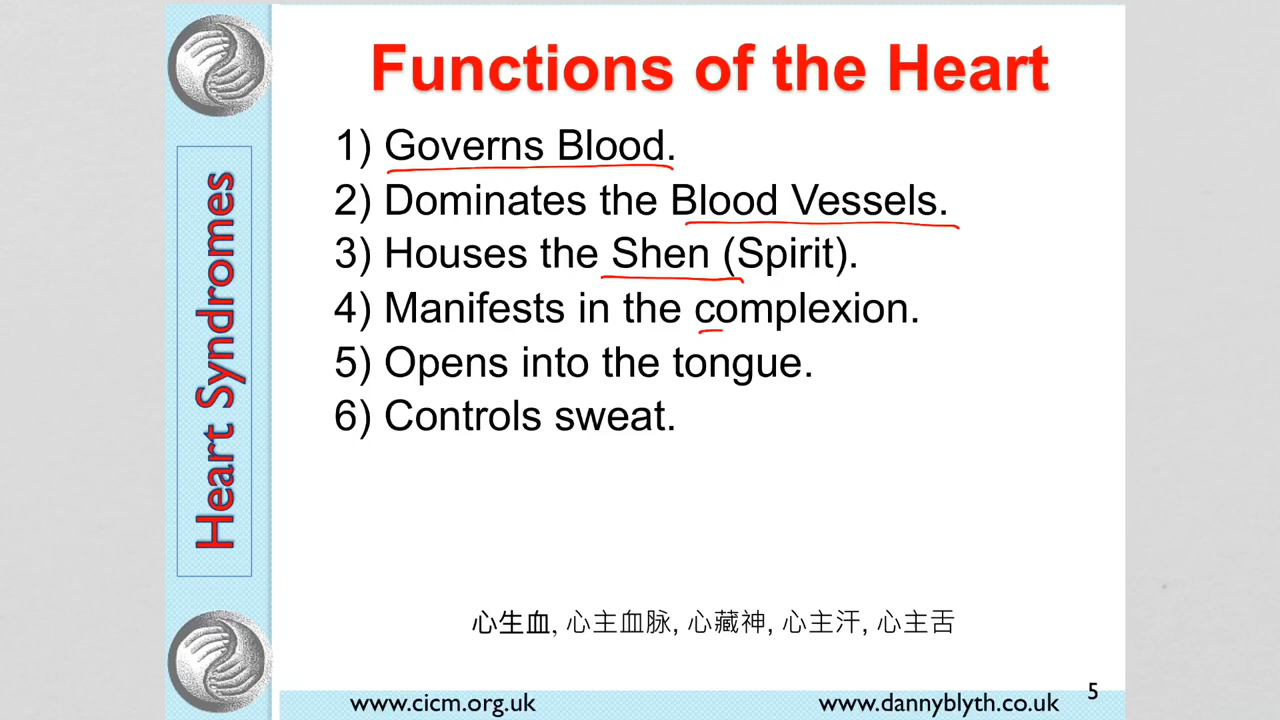 Functions of the Heart
1) Governs Blood.
2) Dominates the Blood Vessels.
3) Houses the Shen (Spirit).
4) Manifests in the complexion.
5) Opens into the tongue.
6) Controls sweat.
Heart Syndromes
心生血, 心主血脉, 心藏神, 心主汗, 心主舌
www.cicm.org.uk
www.dannyblyth.co.uk
5